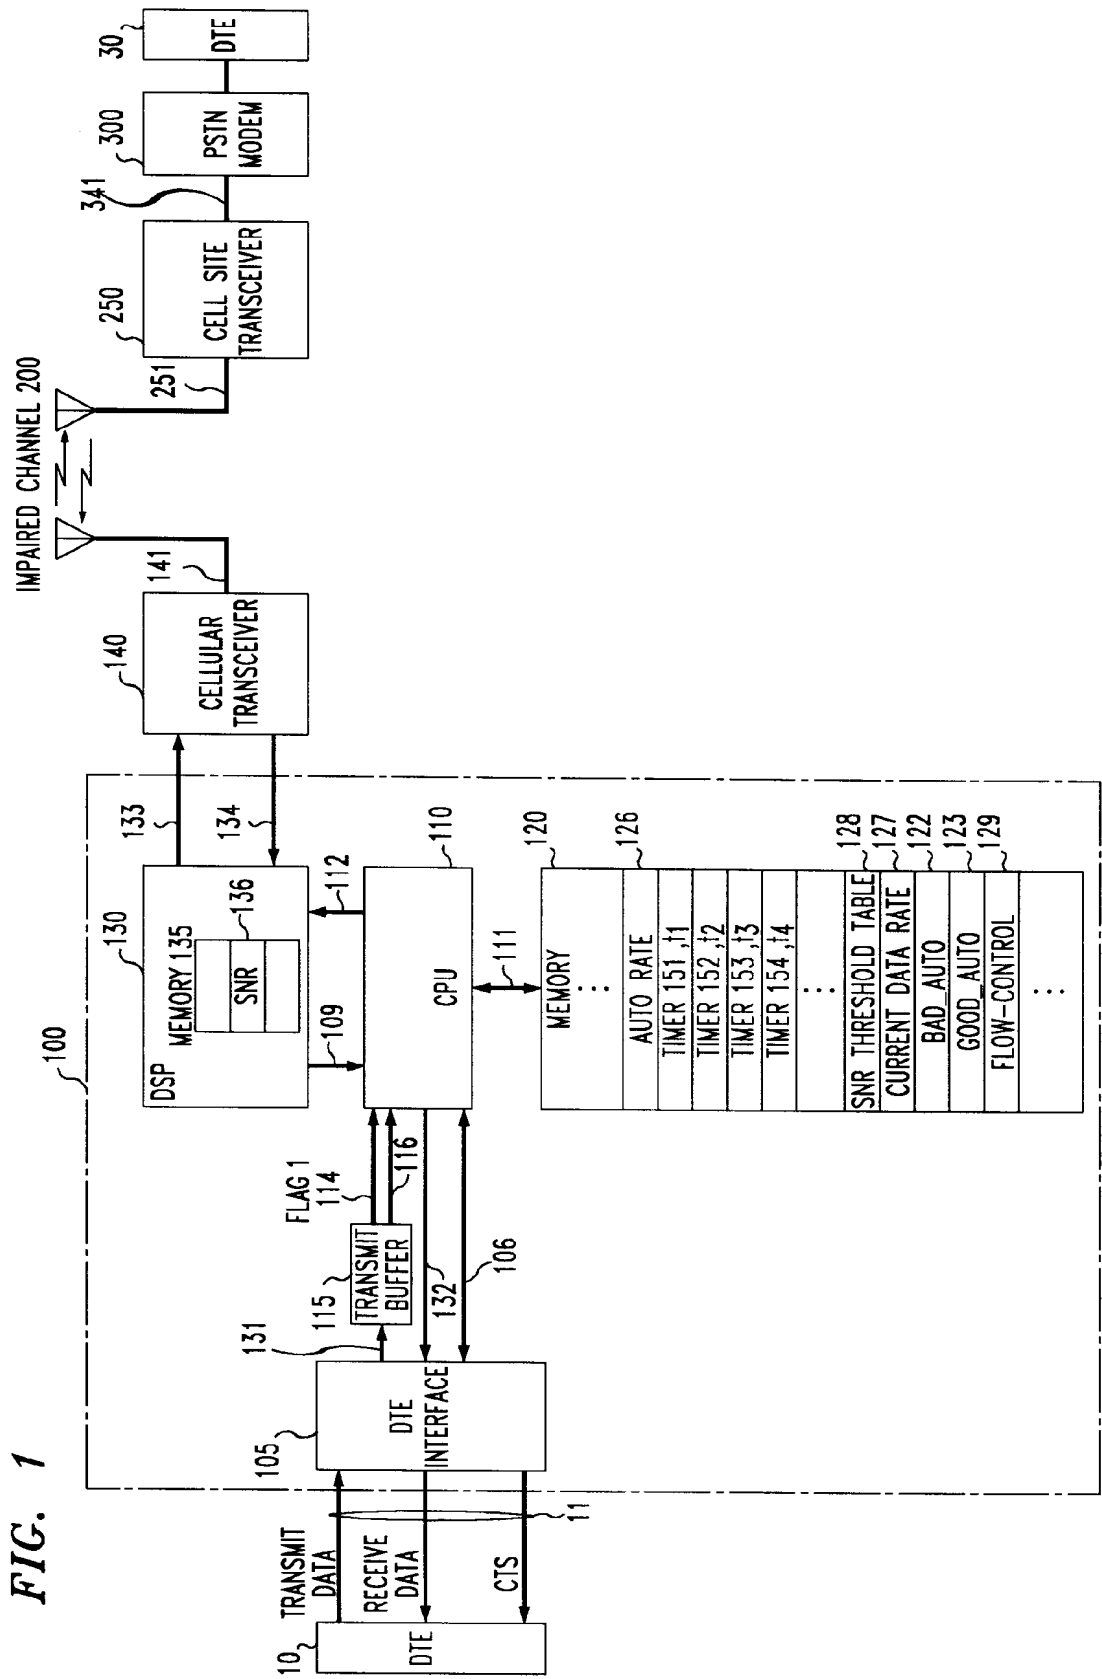 FIG. 1
IMPAIRED CHANNEL 200
100
10
DTE
TRANSMIT
DATA
RECEIVE
DATA
CTS
11
105
DTE
INTERFACE
131
115
TRANSMIT
BUFFER
FLAG 1
114
116
132
106
130
DSP
MEMORY 135
136
SNR
109
112
CPU
110
111
133
134
140
CELLULAR
TRANSCEIVER
141
251
250
CELL SITE
TRANSCEIVER
341
300
PSTN
MODEM
30
DTE
MEMORY
120
AUTO RATE
126
TIMER 151,t1
TIMER 152,t2
TIMER 153,t3
TIMER 154,t4
SNR THRESHOLD TABLE
128
CURRENT DATA RATE
127
BAD_AUTO
122
GOOD_AUTO
123
FLOW-CONTROL
129